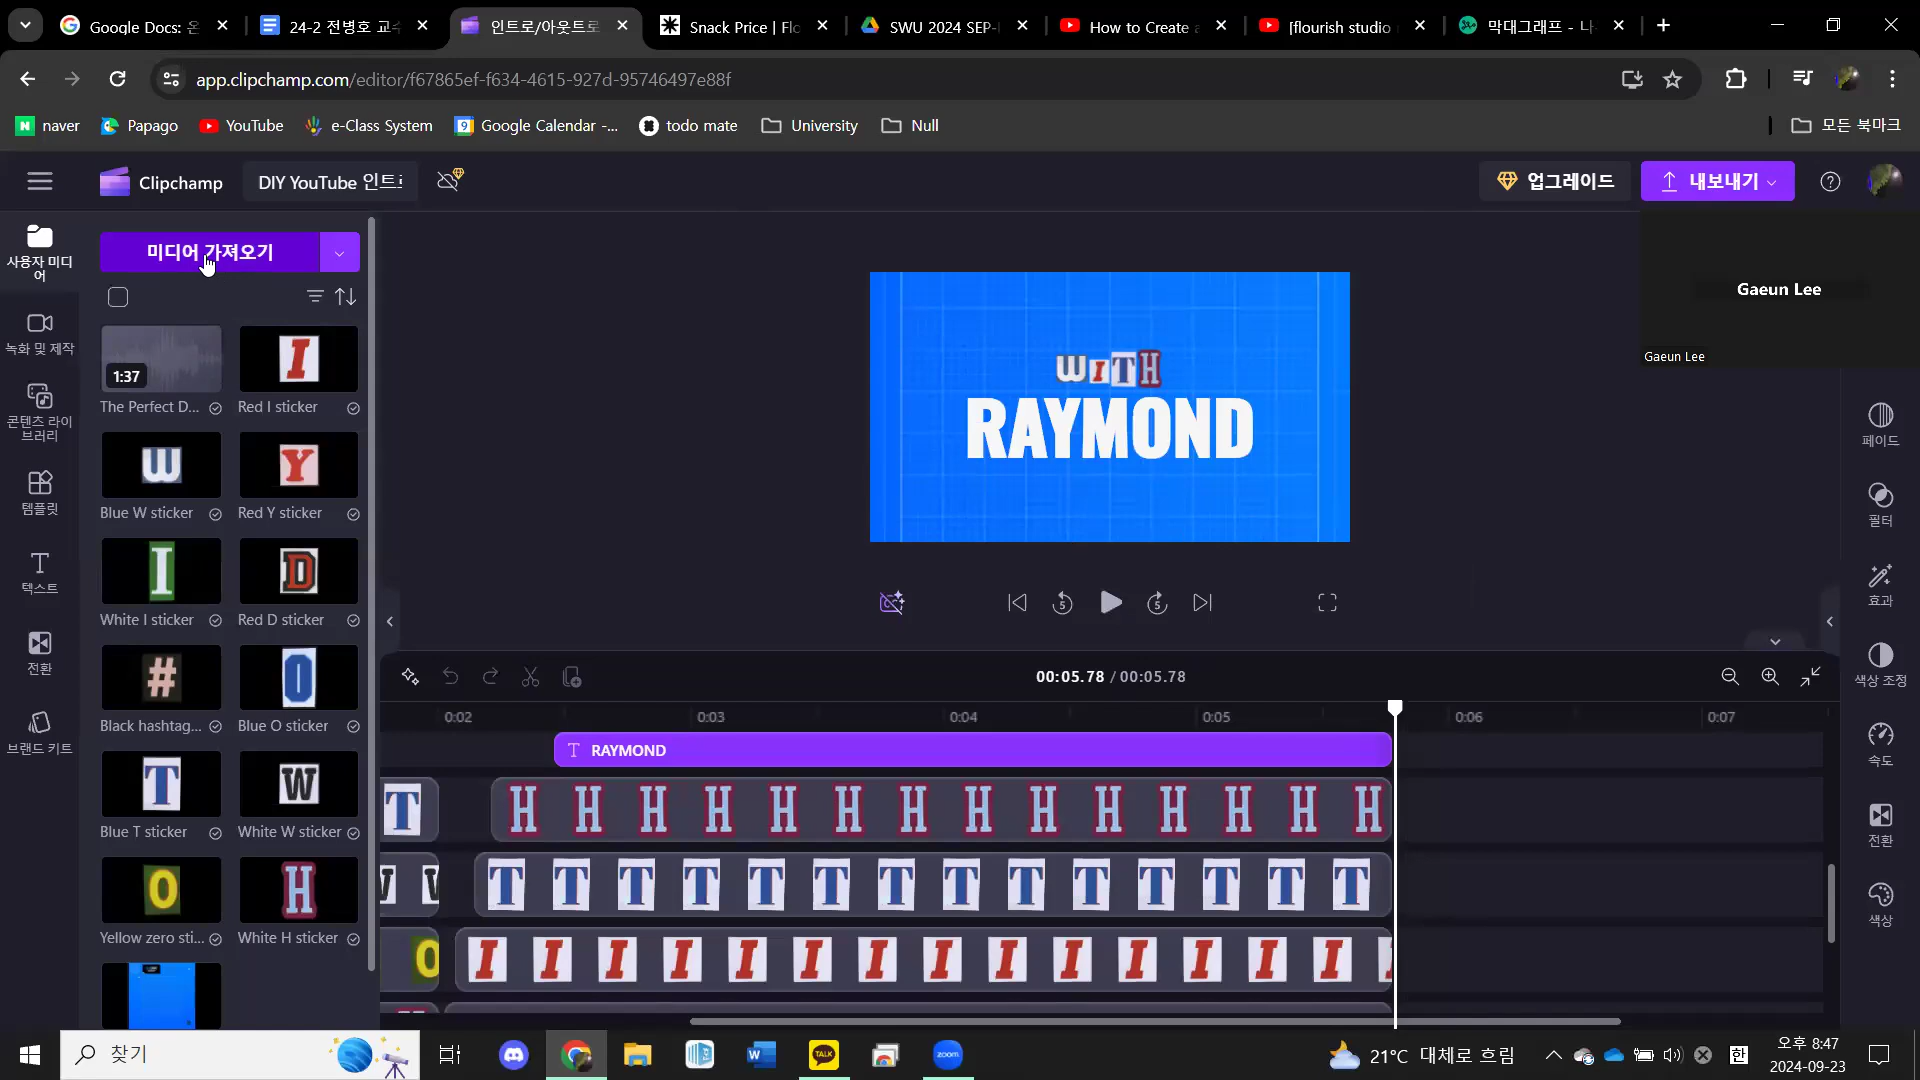 Google Docs: 온
24-2 전병호 교수
인트로/아웃트로
Snack Price | Flo
SWU 2024 SEP-
How to Create a
[flourish studio
막대그래프 - 나
app.clipchamp.com/editor/f67865ef-f634-4615-927d-95746497e88f
naver
Papago
YouTube
e-Class System
Google Calendar -...
todo mate
University
Null
모든 북마크
Clipchamp
DIY YouTube 인트로
업그레이드
내보내기
사용자 미디어
녹화 및 제작
콘텐츠 라이브러리
템플릿
텍스트
전환
브랜드 키트
미디어 가져오기
1:37
The Perfect D...
Red I sticker
Blue W sticker
Red Y sticker
White I sticker
Red D sticker
Black hashtag...
Blue O sticker
Blue T sticker
White W sticker
Yellow zero sti...
White H sticker
WITH
RAYMOND
Gaeun Lee
Gaeun Lee
페이드
필터
효과
색상 조정
속도
전환
색상
00:05.78 / 00:05.78
0:02
0:03
0:04
0:05
0:06
0:07
RAYMOND
T H H H H H H H H H H H H H H
T T T T T T T T T T T T T T
O I I I I I I I I I I I I I I
찾기
TALK
zoom
21°C 대체로 흐림
한
오후 8:47
2024-09-23